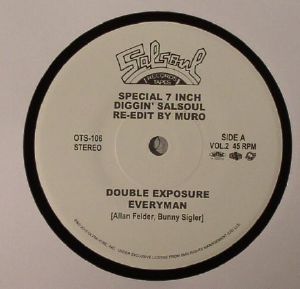 Salsoul
RECORDS
TAPES
SPECIAL 7 INCH
DIGGIN' SALSOUL
RE-EDIT BY MURO
OTS-106
STEREO
SIDE A
VOL.2 45 RPM
DOUBLE EXPOSURE
EVERYMAN
[Allan Felder, Bunny Sigler]